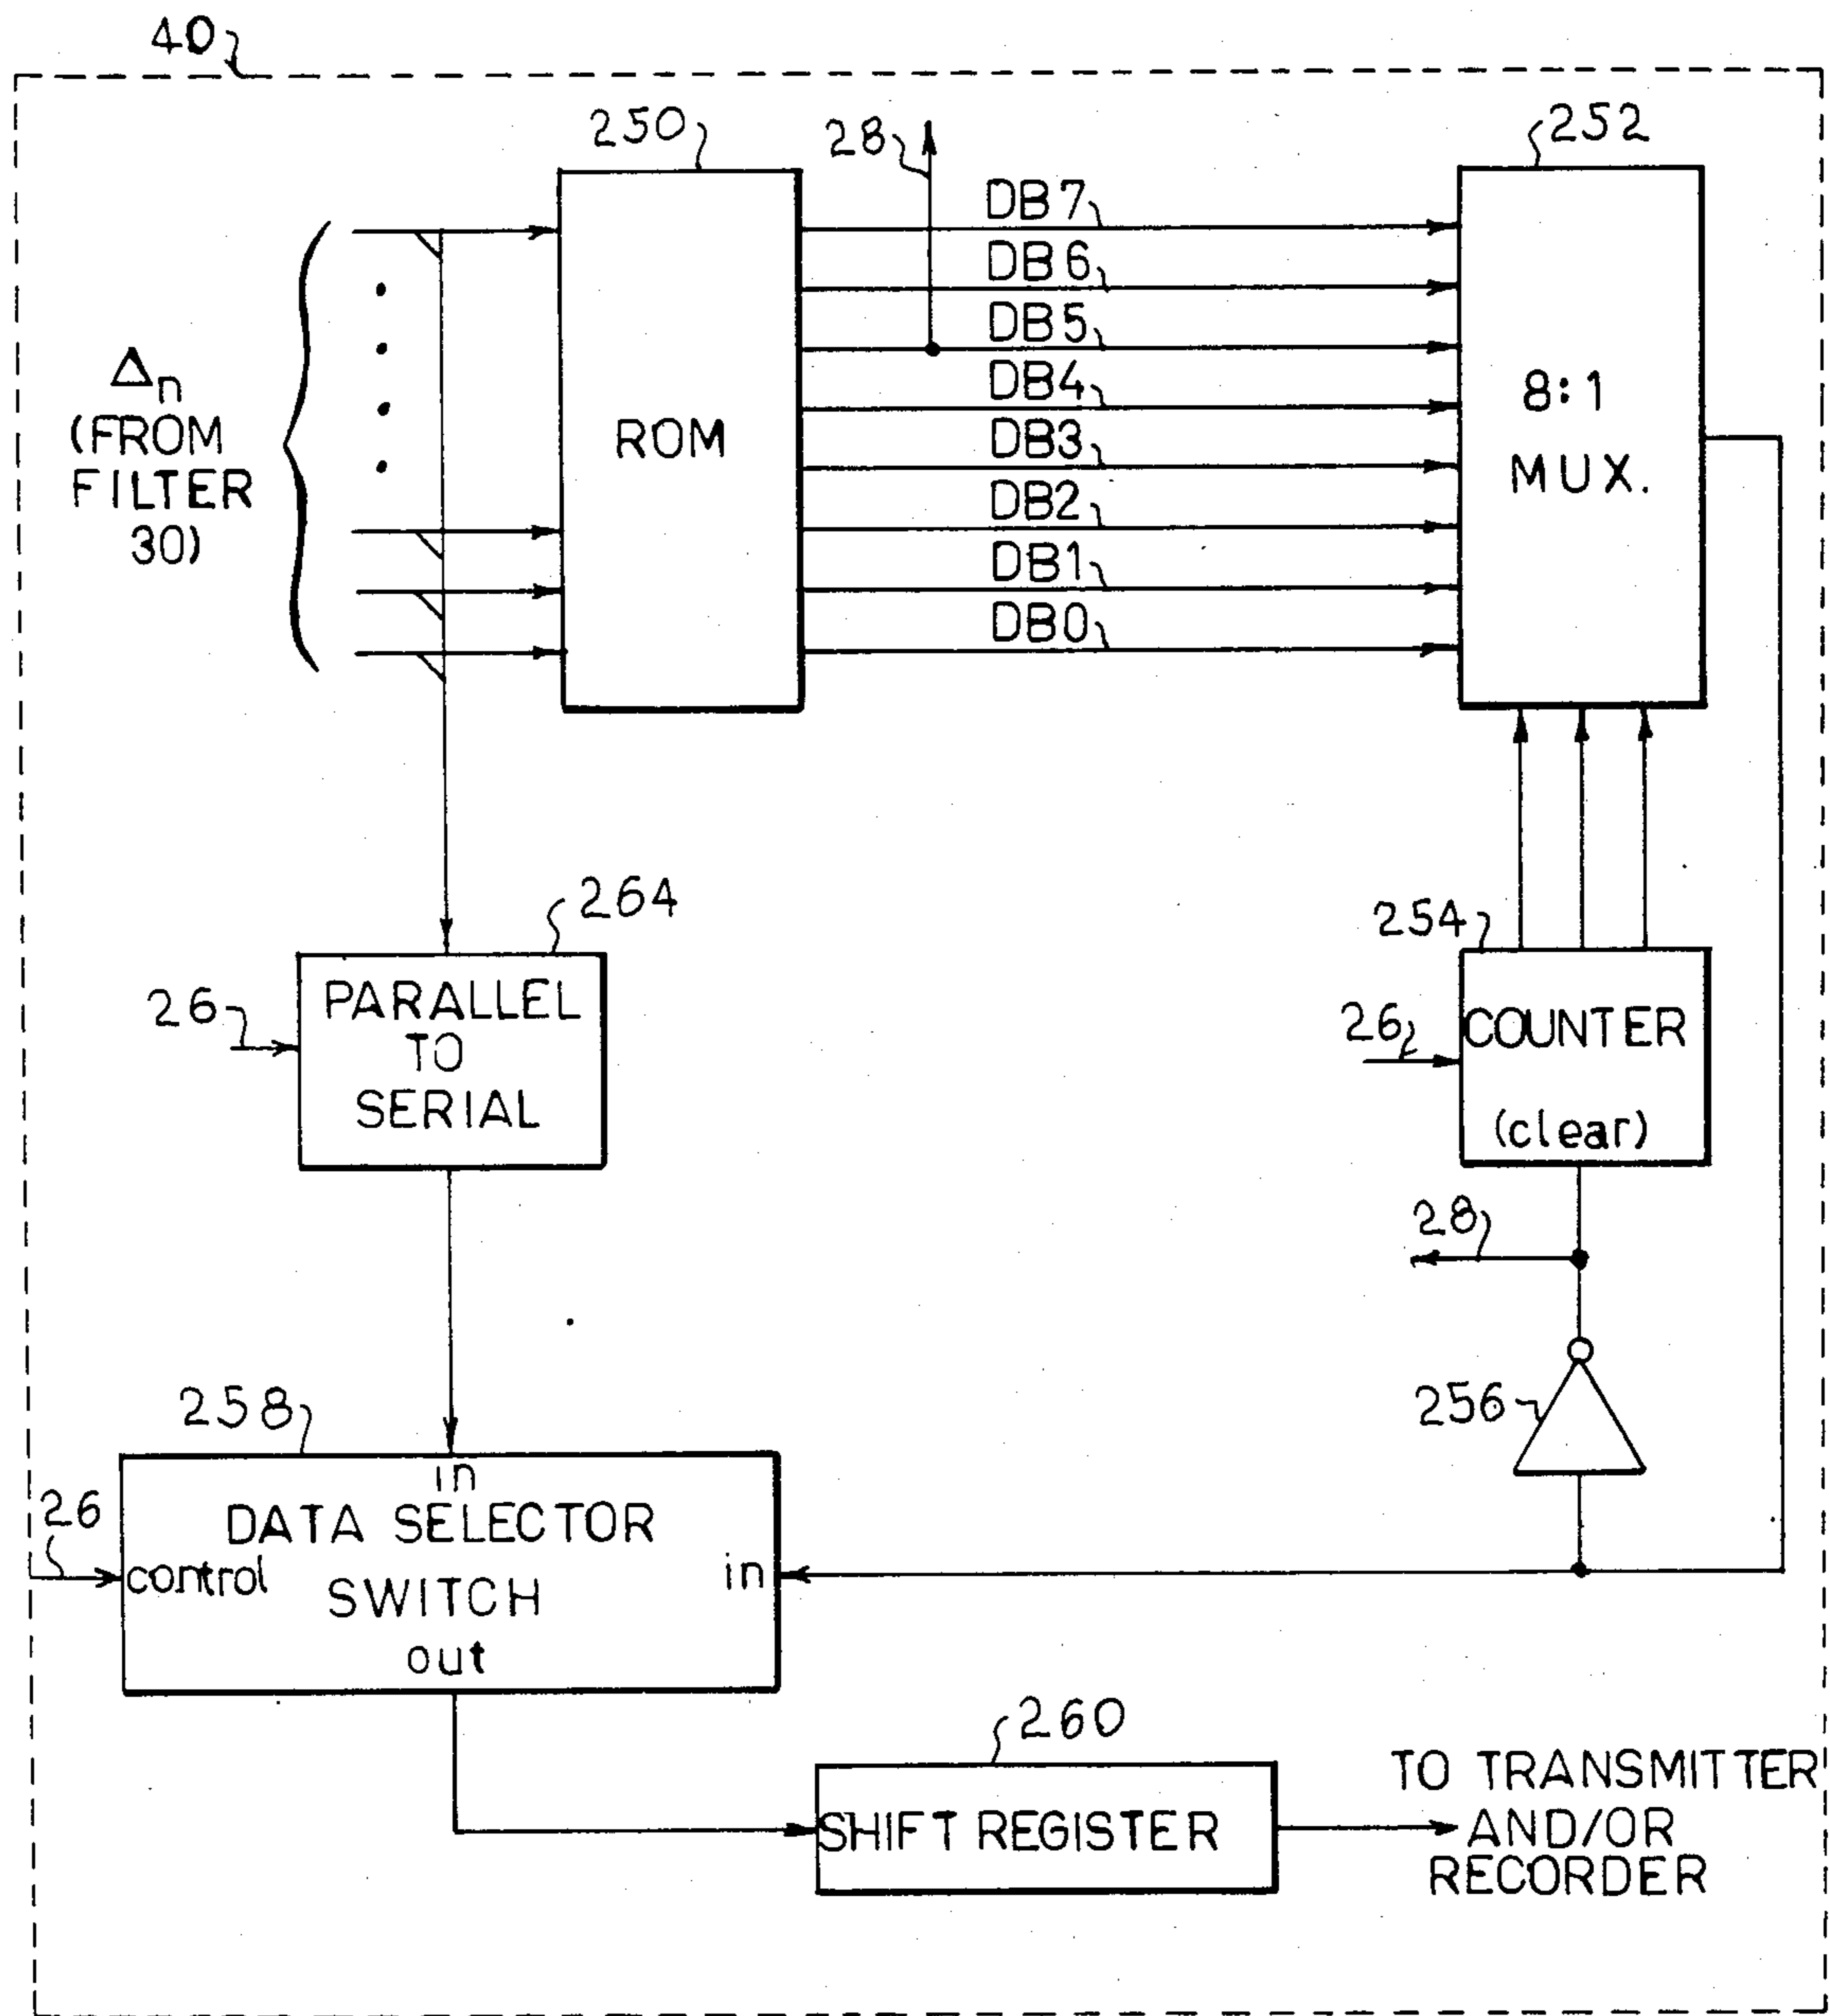 40
250
28
252
DB7
DB6
DB5
DB4
DB3
DB2
DB1
DB0
Δn
(FROM
FILTER
30)
ROM
8:1
MUX.
264
254
26
PARALLEL
TO
SERIAL
26
COUNTER
(clear)
28
256
258
26
in
DATA SELECTOR
control
in
SWITCH
out
260
SHIFT REGISTER
TO TRANSMITTER
AND/OR
RECORDER